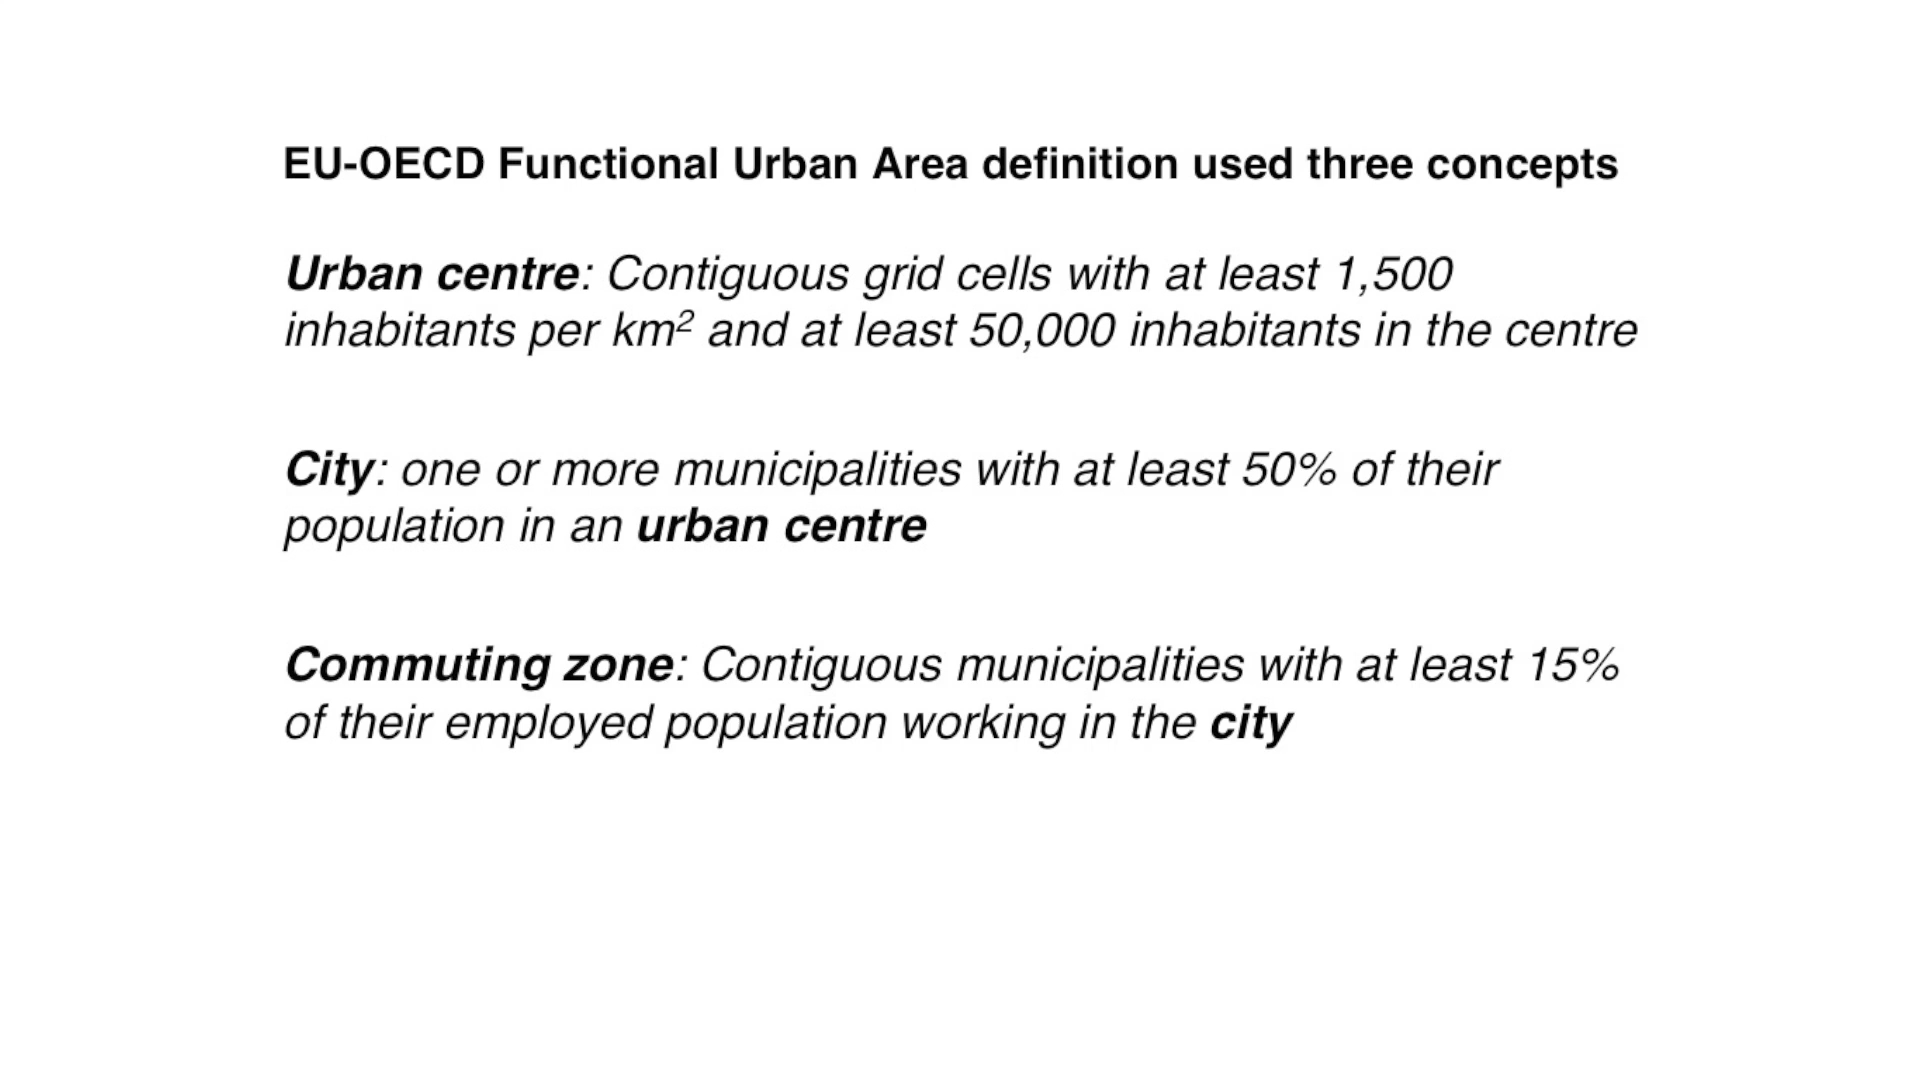 EU-OECD Functional Urban Area definition used three concepts
Urban centre: Contiguous grid cells with at least 1,500
inhabitants per km² and at least 50,000 inhabitants in the centre
City: one or more municipalities with at least 50% of their
population in an urban centre
Commuting zone: Contiguous municipalities with at least 15%
of their employed population working in the city